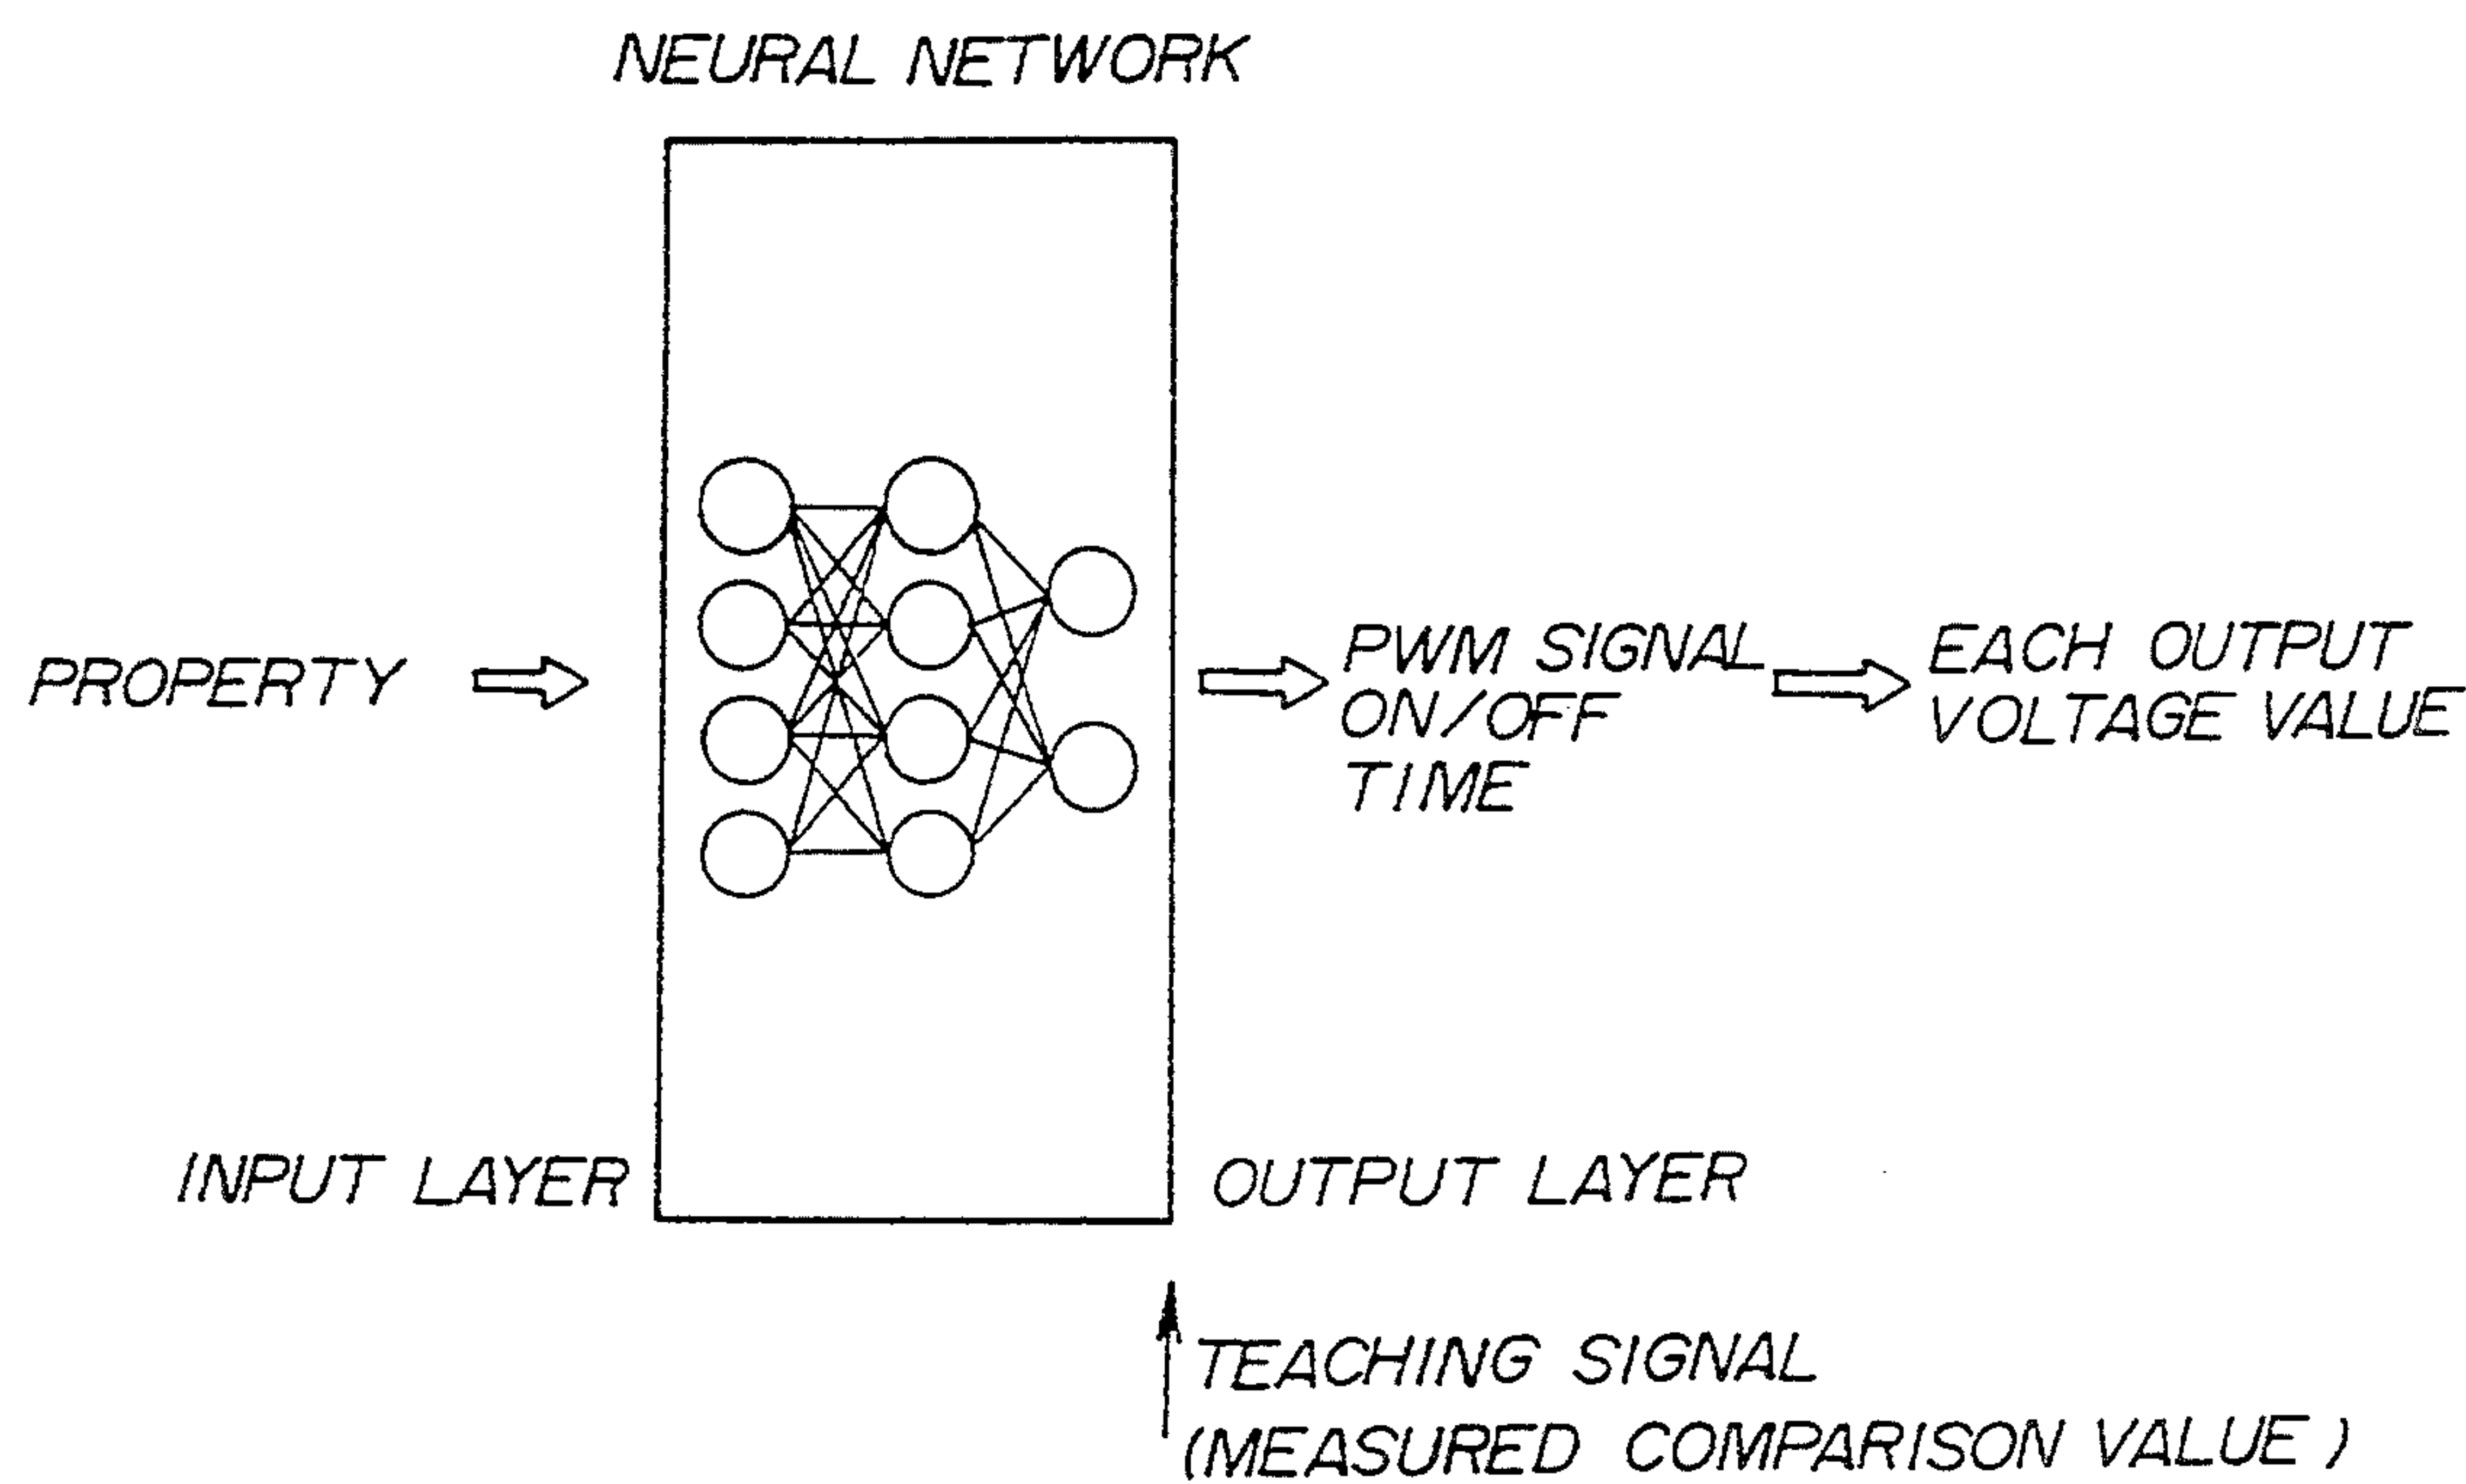 NEURAL NETWORK
PROPERTY
PWM SIGNAL
ON/OFF
TIME
EACH OUTPUT
VOLTAGE VALUE
INPUT LAYER
OUTPUT LAYER
TEACHING SIGNAL
(MEASURED COMPARISON VALUE)